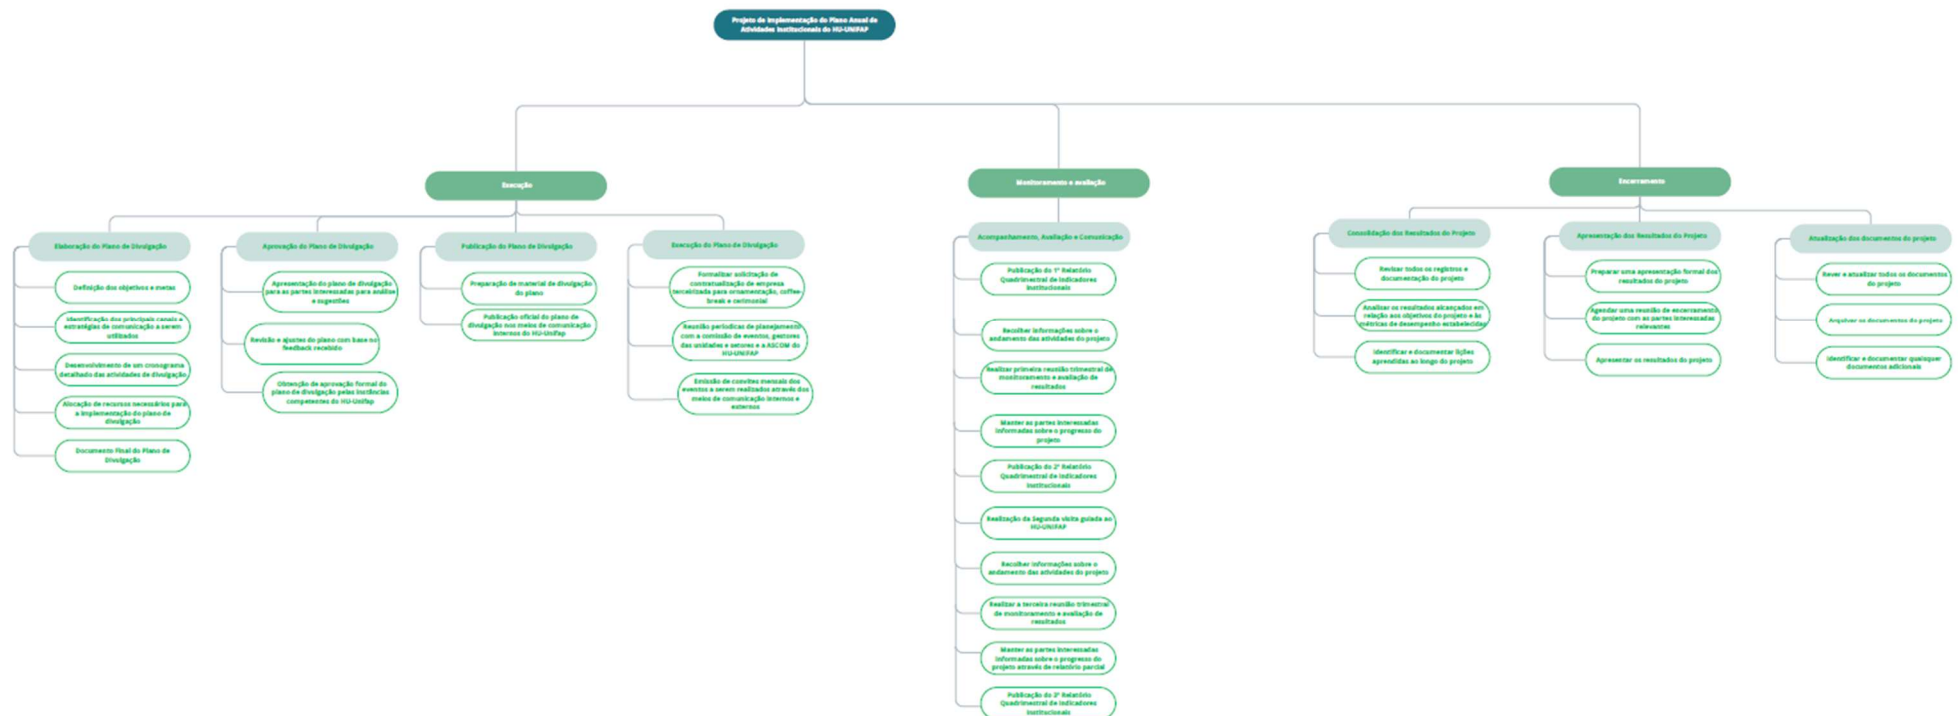 Projeto de Implementação do Plano Anual de
Atividades Institucionais do HU-UNIFAP
Execução
Monitoramento e avaliação
Encerramento
Elaboração do Plano de Divulgação
Definição dos objetivos e metas
Identificação dos principais canais e
estratégias de comunicação a serem
utilizados
Desenvolvimento de um cronograma
detalhado das atividades de divulgação
Alocação de recursos necessários para
a implementação do plano de
divulgação
Documento Final do Plano de
Divulgação
Aprovação do Plano de Divulgação
Apresentação do plano de divulgação
para as partes interessadas para análise
e sugestões
Revisão e ajustes do plano com base no
feedback recebido
Obtenção de aprovação formal do
plano de divulgação pelas instâncias
competentes do HU-Unifap
Publicação do Plano de Divulgação
Preparação de material de divulgação
do plano
Publicação oficial do plano de
divulgação nos meios de comunicação
internos do HU-Unifap
Execução do Plano de Divulgação
Formalizar solicitação de
contratualização de empresa
terceirizada para ornamentação, coffee-
break e cerimonial
Reunião periodicas de planejamento
com a comissão de eventos, gestores
das unidades e setores e a ASCOM do
HU-UNIFAP
Emissão de convites mensais dos
eventos a serem realizados através dos
meios de comunicação internos e
externos
Acompanhamento, Avaliação e Comunicação
Publicação do 1º Relatório
Quadrimestral de Indicadores
Institucionais
Recolher informações sobre o
andamento das atividades do projeto
Realizar primeira reunião trimestral de
monitoramento e avaliação de
resultados
Manter as partes interessadas
informadas sobre o progresso do
projeto
Publicação do 2º Relatório
Quadrimestral de Indicadores
Institucionais
Realização da Segunda visita guiada ao
HU-UNIFAP
Recolher informações sobre o
andamento das atividades do projeto
Realizar a terceira reunião trimestral
de monitoramento e avaliação de
resultados
Manter as partes interessadas
informadas sobre o progresso do
projeto através de relatório parcial
Publicação do 3º Relatório
Quadrimestral de Indicadores
Institucionais
Consolidação dos Resultados do Projeto
Revizar todos os registros e
documentação do projeto
Analizar os resultados alcançados em
relação aos objetivos do projeto e às
métricas de desempenho estabelecidas
Identificar e documentar lições
aprendidas ao longo do projeto
Apresentação dos Resultados do Projeto
Preparar uma apresentação formal dos
resultados do projeto
Agendar uma reunião de encerramento
do projeto com as partes interessadas
relevantes
Apresentar os resultados do projeto
Atualização dos documentos do projeto
Rever e atualizar todos os documentos
do projeto
Arquivar os documentos do projeto
Identificar e documentar quaisquer
documentos adicionais